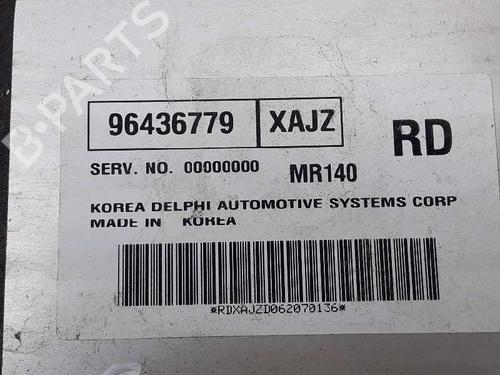 B-PARTS
96436779 XAJZ RD
SERV. NO. 00000000 MR140
KOREA DELPHI AUTOMOTIVE SYSTEMS CORP
MADE IN KOREA
*RDXAJZD062070136*